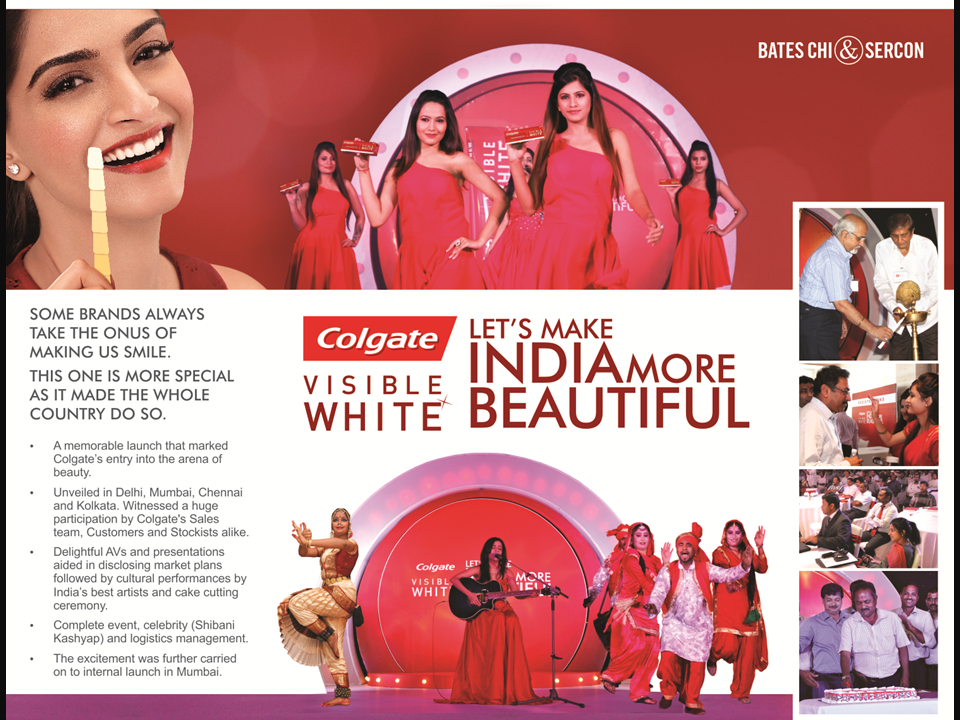 BATES CHI & SERCON
VISIBLE
WHITE
SOME BRANDS ALWAYS
TAKE THE ONUS OF
MAKING US SMILE.
THIS ONE IS MORE SPECIAL
AS IT MADE THE WHOLE
COUNTRY DO SO.
• A memorable launch that marked
Colgate's entry into the arena of
beauty.
• Unveiled in Delhi, Mumbai, Chennai
and Kolkata. Witnessed a huge
participation by Colgate's Sales
team, Customers and Stockists alike.
• Delightful AVs and presentations
aided in disclosing market plans
followed by cultural performances by
India's best artists and cake cutting
ceremony.
• Complete event, celebrity (Shibani
Kashyap) and logistics management.
• The excitement was further carried
on to internal launch in Mumbai.
Colgate
VISIBLE
WHITE
LET'S MAKE
INDIA MORE
BEAUTIFUL
Colgate
VISIBLE
WHIT
MORE